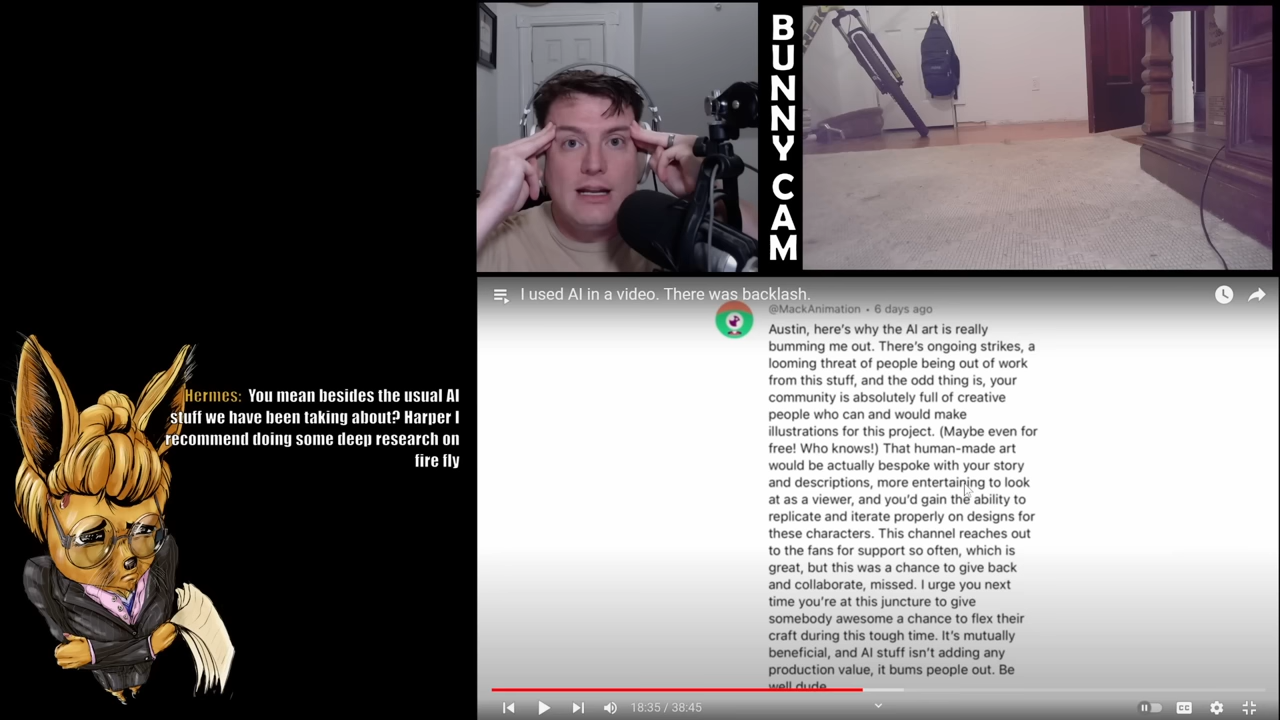 BUNNY CAM
I used AI in a video. There was backlash.
@MackAnimation • 6 days ago
Austin, here's why the AI art is really
bumming me out. There's ongoing strikes, a
looming threat of people being out of work
from this stuff, and the odd thing is, your
community is absolutely full of creative
people who can and would make
illustrations for this project. (Maybe even for
free! Who knows!) That human-made art
would be actually bespoke with your story
and descriptions, more entertaining to look
at as a viewer, and you'd gain the ability to
replicate and iterate properly on designs for
these characters. This channel reaches out
to the fans for support so often, which is
great, but this was a chance to give back
and collaborate, missed. I urge you next
time you're at this juncture to give
somebody awesome a chance to flex their
craft during this tough time. It's mutually
beneficial, and AI stuff isn't adding any
production value, it bums people out. Be
well dude
Hermes: You mean besides the usual AI
stuff we have been taking about? Harper I
recommend doing some deep research on
fire fly
18:35 / 38:45
CC